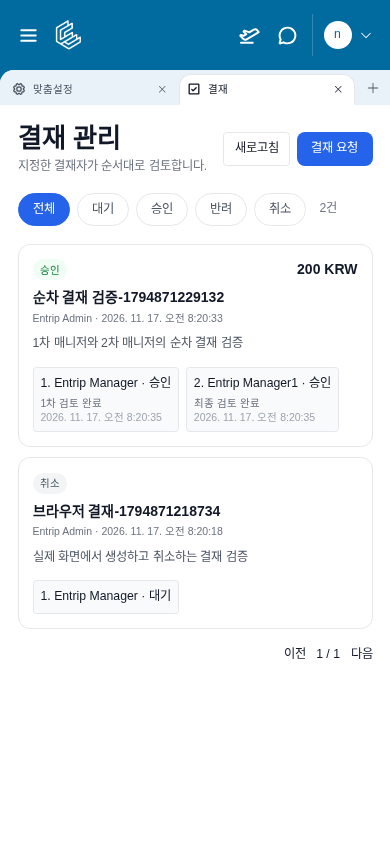 n
맞춤설정
결재
결재 관리
지정한 결재자가 순서대로 검토합니다.
새로고침
결재 요청
전체
대기
승인
반려
취소
2건
승인
200 KRW
순차 결재 검증-1794871229132
Entrip Admin · 2026. 11. 17. 오전 8:20:33
1차 매니저와 2차 매니저의 순차 결재 검증
1. Entrip Manager · 승인
1차 검토 완료
2026. 11. 17. 오전 8:20:35
2. Entrip Manager1 · 승인
최종 검토 완료
2026. 11. 17. 오전 8:20:35
취소
브라우저 결재-1794871218734
Entrip Admin · 2026. 11. 17. 오전 8:20:18
실제 화면에서 생성하고 취소하는 결재 검증
1. Entrip Manager · 대기
이전 1 / 1 다음